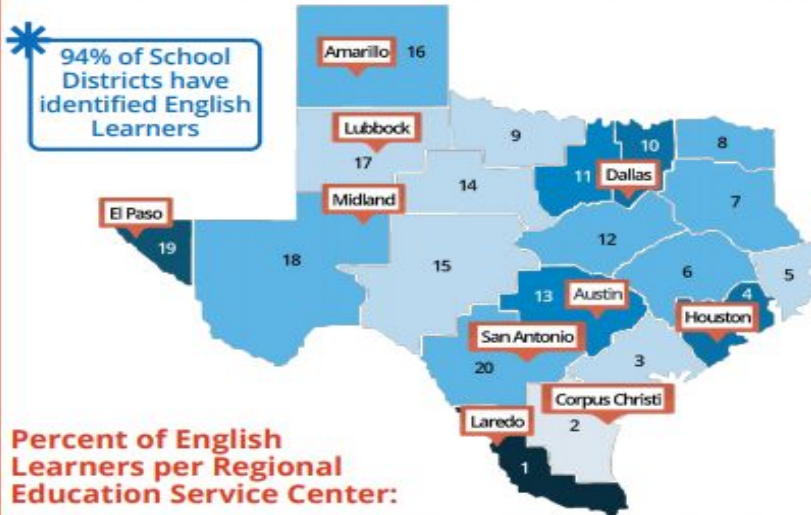 94% of School
Districts have
identified English
Learners
Amarillo
16
Lubbock
17
9
10
8
11
Dallas
14
7
Midland
El Paso
19
18
12
15
6
5
4
13
Austin
Houston
San Antonio
3
20
Corpus Christi
Laredo
2
1
Percent of English
Learners per Regional
Education Service Center: